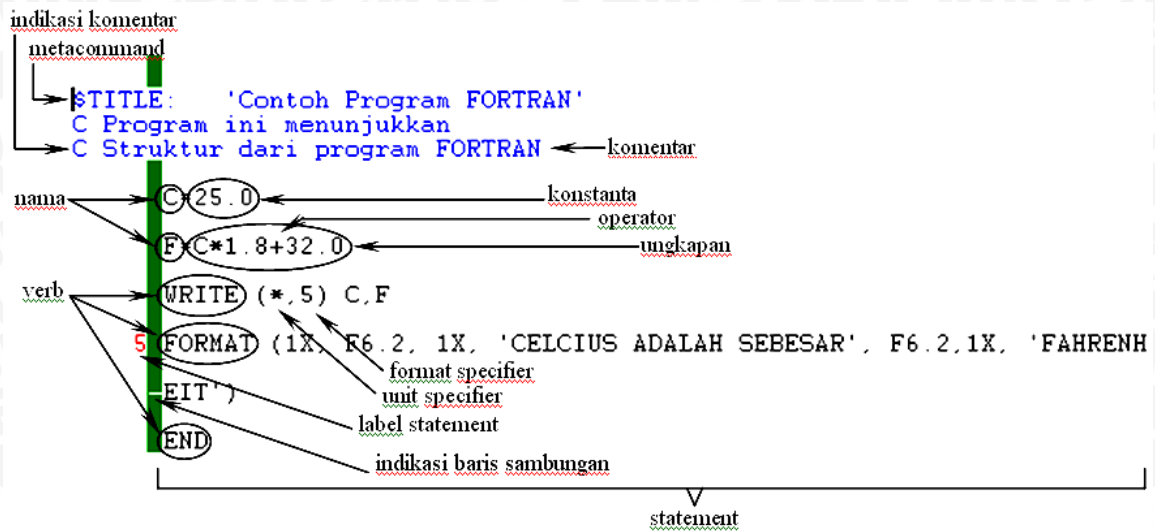 indikasi komentar
metacommand
$TITLE:   'Contoh Program FORTRAN'
C Program ini menunjukkan
C Struktur dari program FORTRAN
komentar
nama
C=25.0
konstanta
operator
F=C*1.8+32.0
ungkapan
verb
WRITE (*,5) C,F
5 FORMAT (1X, F6.2, 1X, 'CELCIUS ADALAH SEBESAR', F6.2,1X, 'FAHRENH
format specifier
-EIT')
unit specifier
label statement
END
indikasi baris sambungan
statement